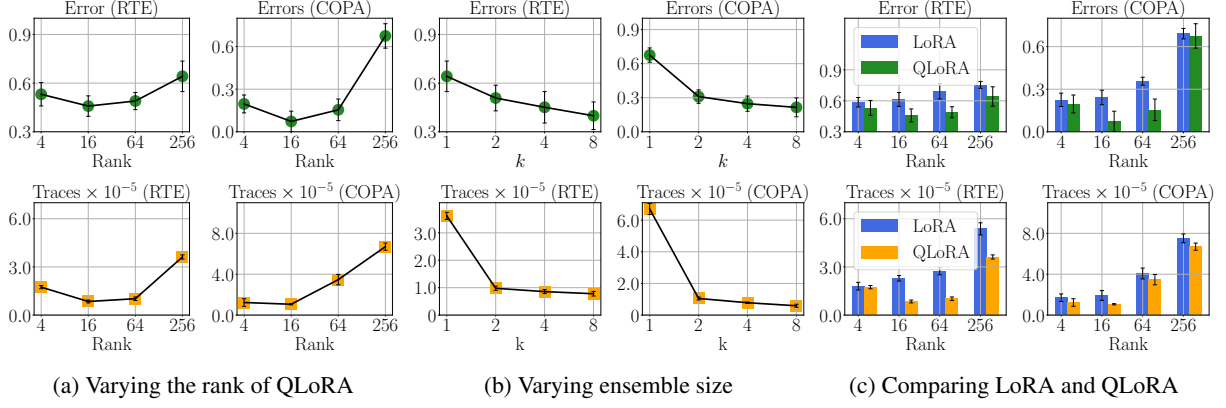 Error (RTE)
0.9
0.6
0.3
4 16 64 256
Rank
Errors (COPA)
0.6
0.3
0.0
4 16 64 256
Rank
Errors (RTE)
0.9
0.6
0.3
1 2 4 8
k
Errors (COPA)
0.9
0.6
0.3
0.0
1 2 4 8
k
Error (RTE)
LoRA
QLoRA
0.9
0.6
0.3
4 16 64 256
Rank
Errors (COPA)
0.6
0.3
0.0
4 16 64 256
Rank
Traces × 10⁻⁵ (RTE)
6.0
3.0
0.0
4 16 64 256
Rank
Traces × 10⁻⁵ (COPA)
8.0
4.0
0.0
4 16 64 256
Rank
Traces × 10⁻⁵ (RTE)
3.0
2.0
1.0
0.0
1 2 4 8
k
Traces × 10⁻⁵ (COPA)
6.0
4.0
2.0
0
1 2 4 8
k
Traces × 10⁻⁵ (RTE)
LoRA
QLoRA
6.0
3.0
0.0
4 16 64 256
Rank
Traces × 10⁻⁵ (COPA)
8.0
4.0
0.0
4 16 64 256
Rank
(a) Varying the rank of QLoRA
(b) Varying ensemble size
(c) Comparing LoRA and QLoRA